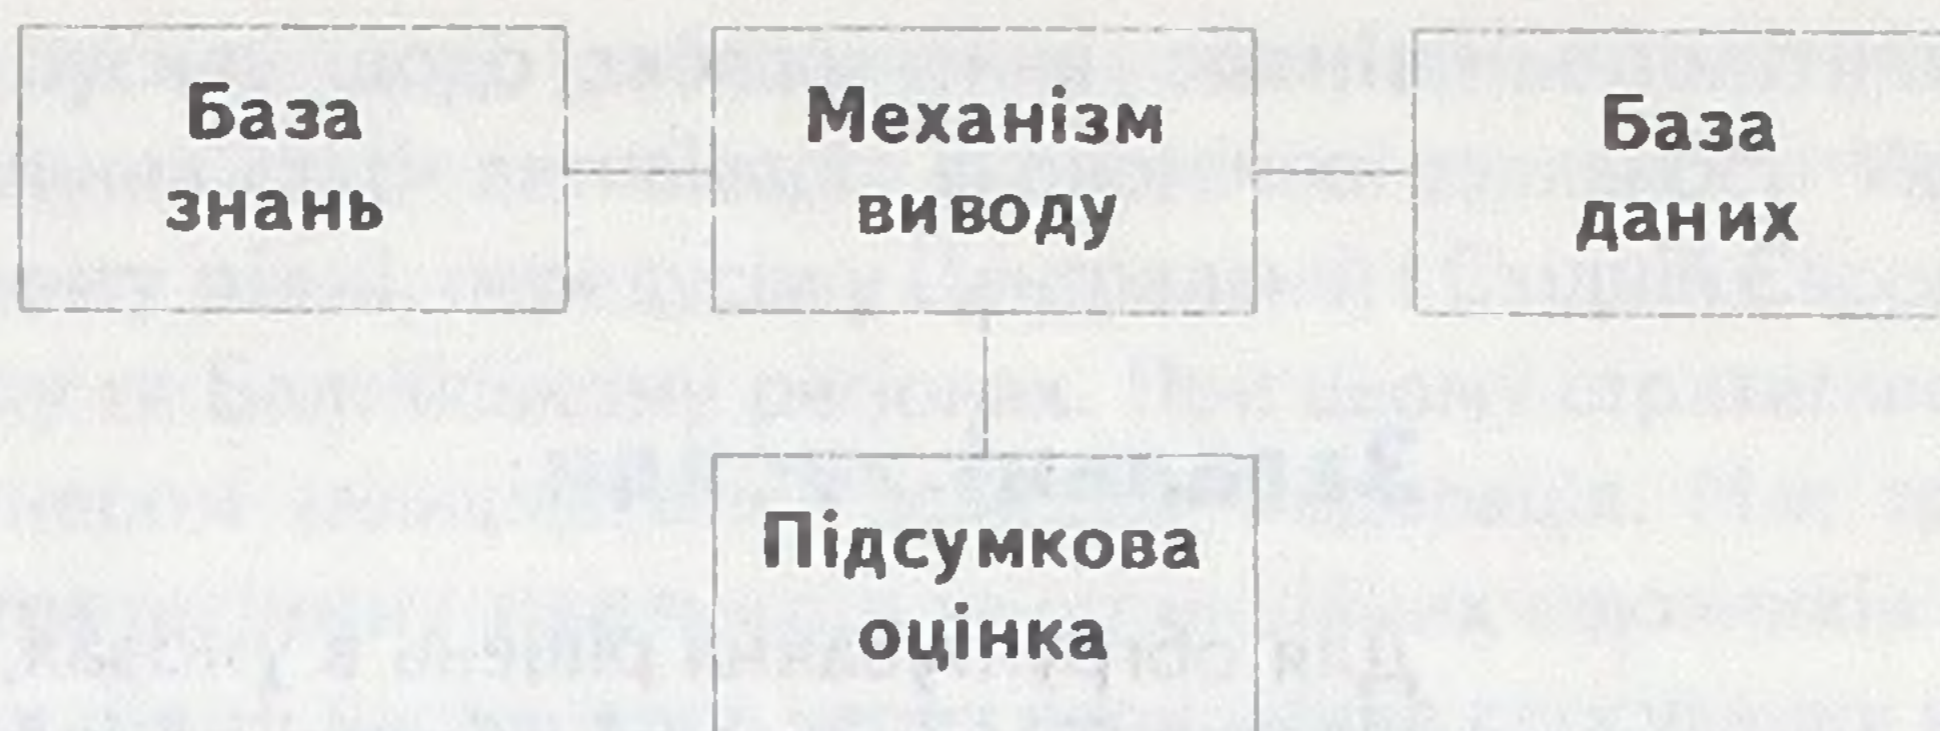 База
знань
Механізм
виводу
База
даних
Підсумкова
оцінка